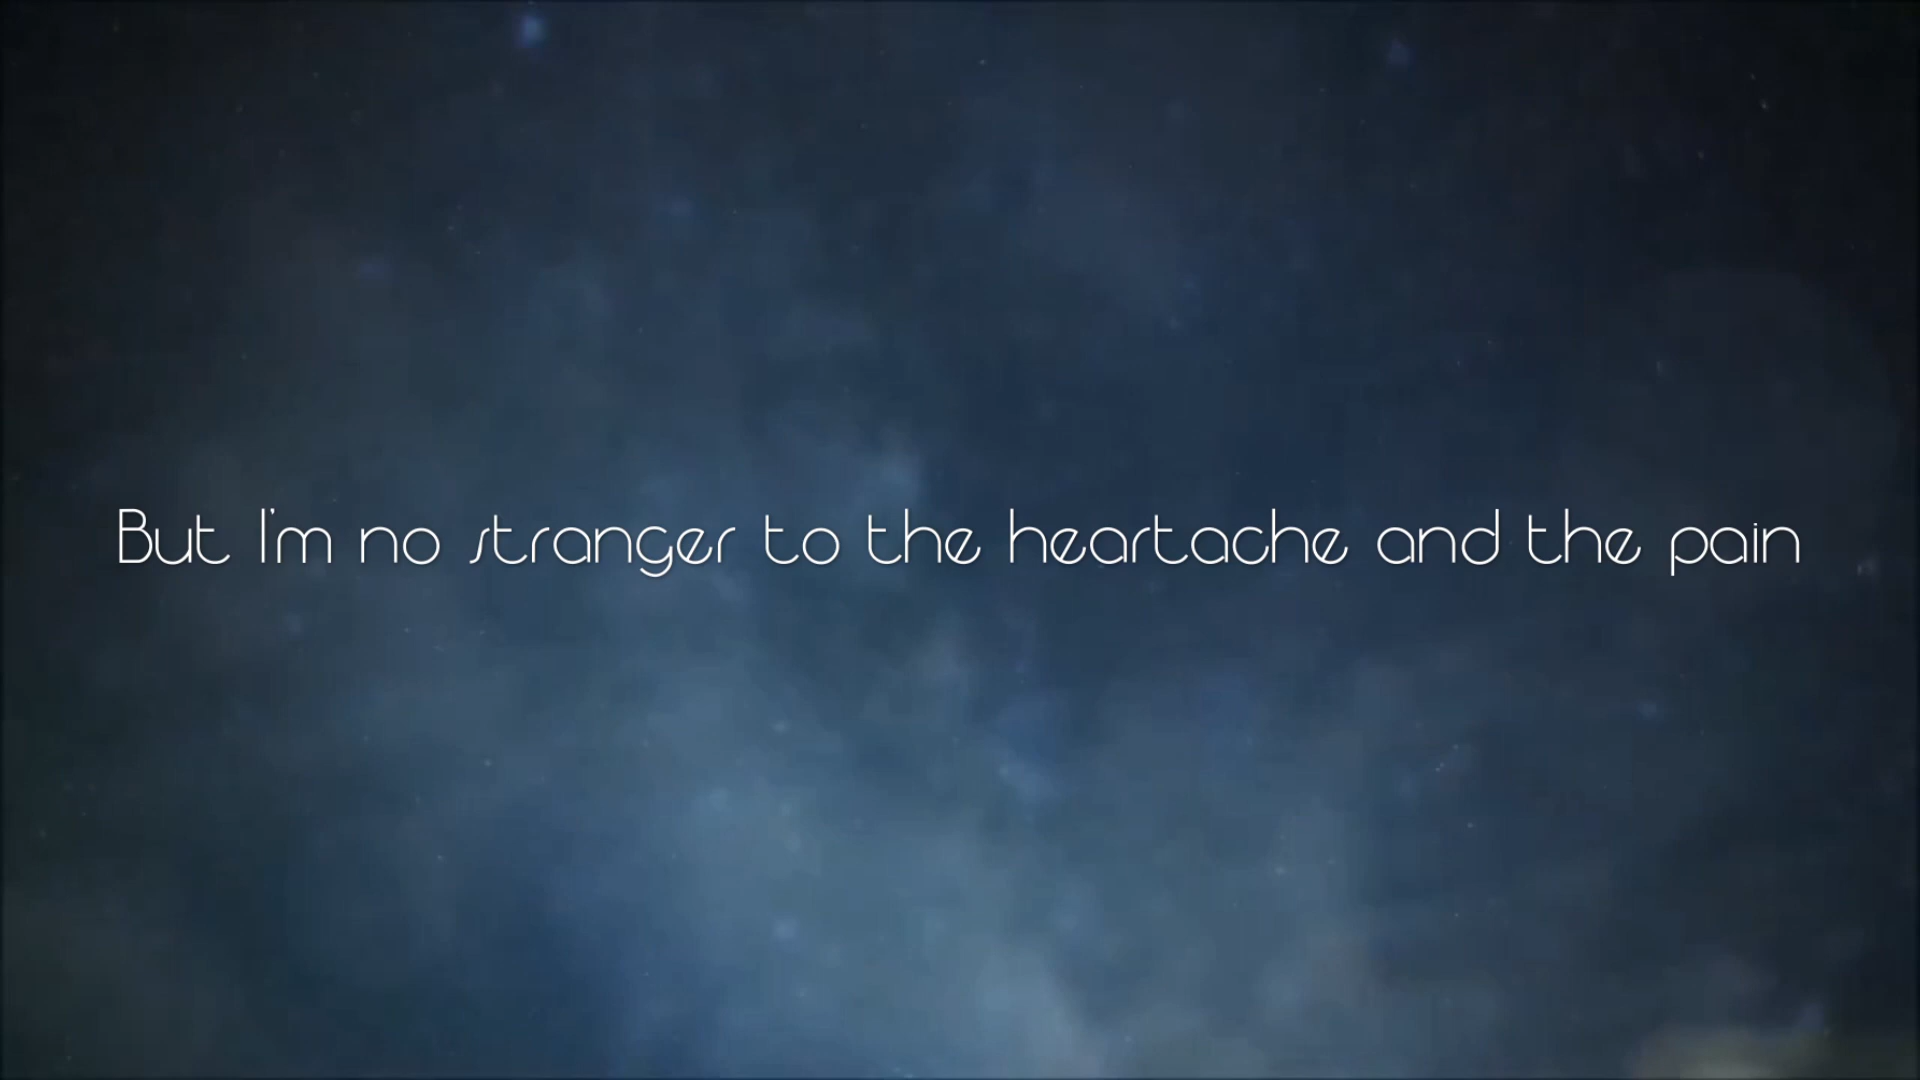 But I'm no stranger to the heartache and the pain